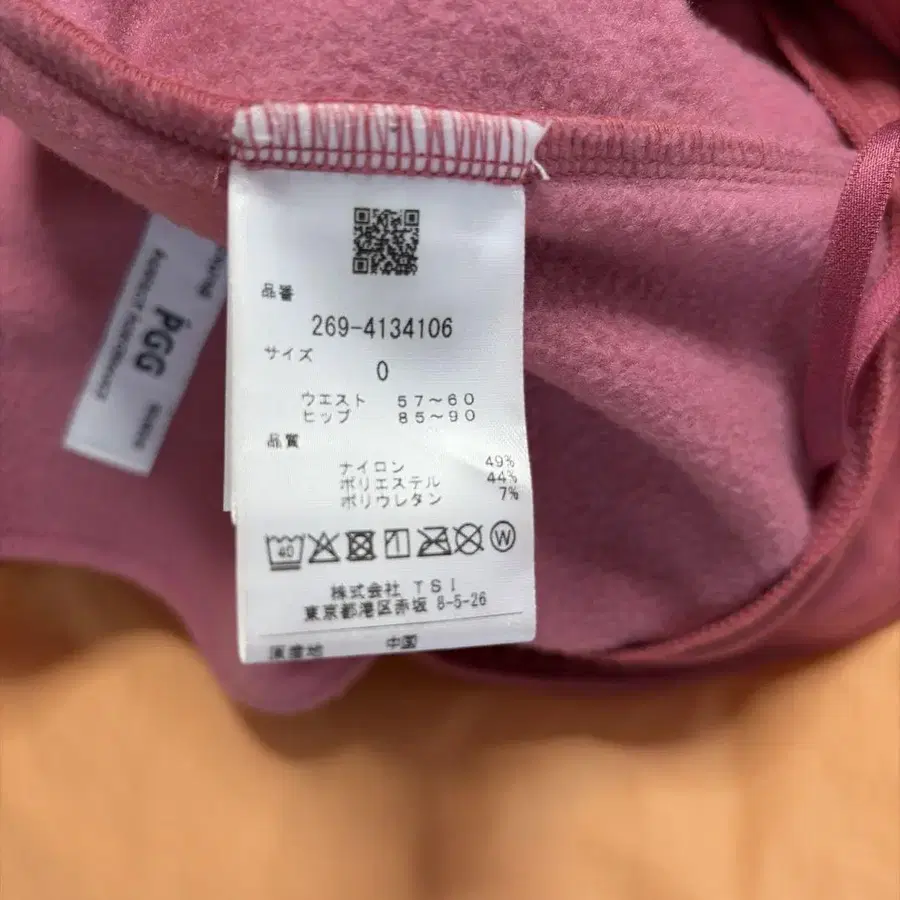 品番
269-4134106
サイズ
0
ウエスト 57～60
ヒップ 85～90
品質
ナイロン 49%
ポリエステル 44%
ポリウレタン 7%
40
W
株式会社 TSI
東京都港区赤坂 8-5-26
原産地 中国
PGG